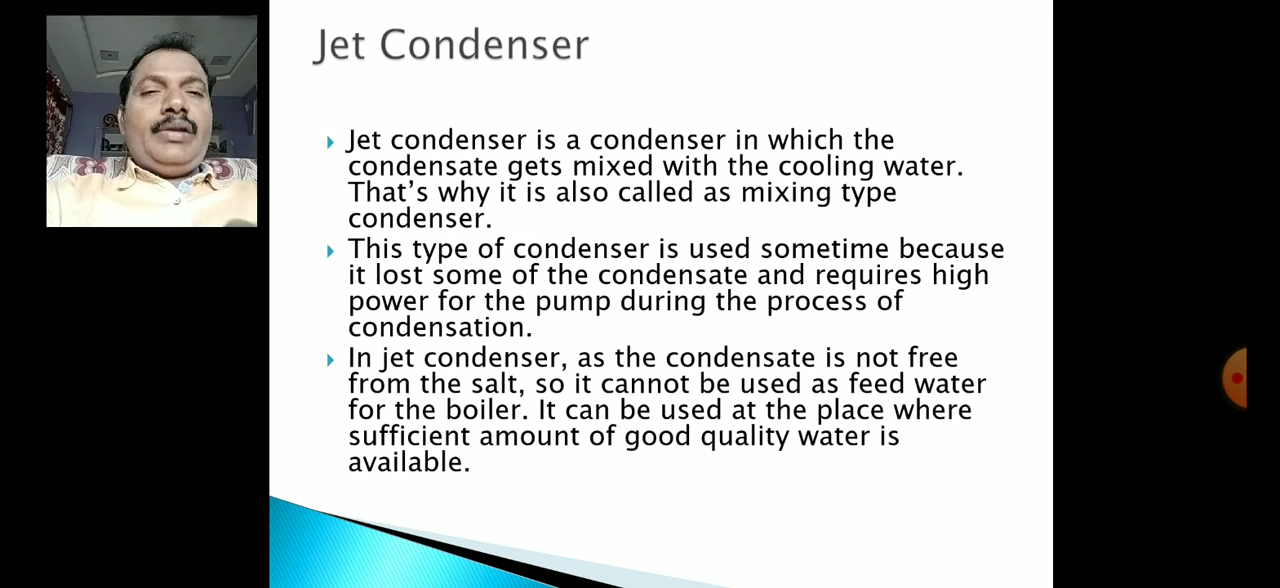 Jet Condenser
Jet condenser is a condenser in which the
condensate gets mixed with the cooling water.
That's why it is also called as mixing type
condenser.
This type of condenser is used sometime because
it lost some of the condensate and requires high
power for the pump during the process of
condensation.
In jet condenser, as the condensate is not free
from the salt, so it cannot be used as feed water
for the boiler. It can be used at the place where
sufficient amount of good quality water is
available.